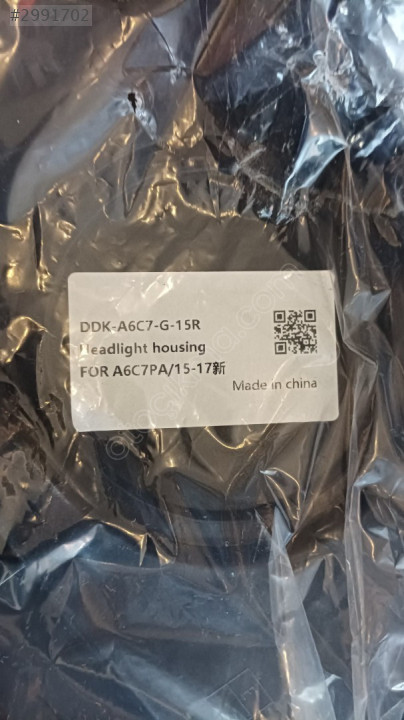 #2991702
DDK-A6C7-G-15R
Headlight housing
FOR A6C7PA/15-17新
Made in china